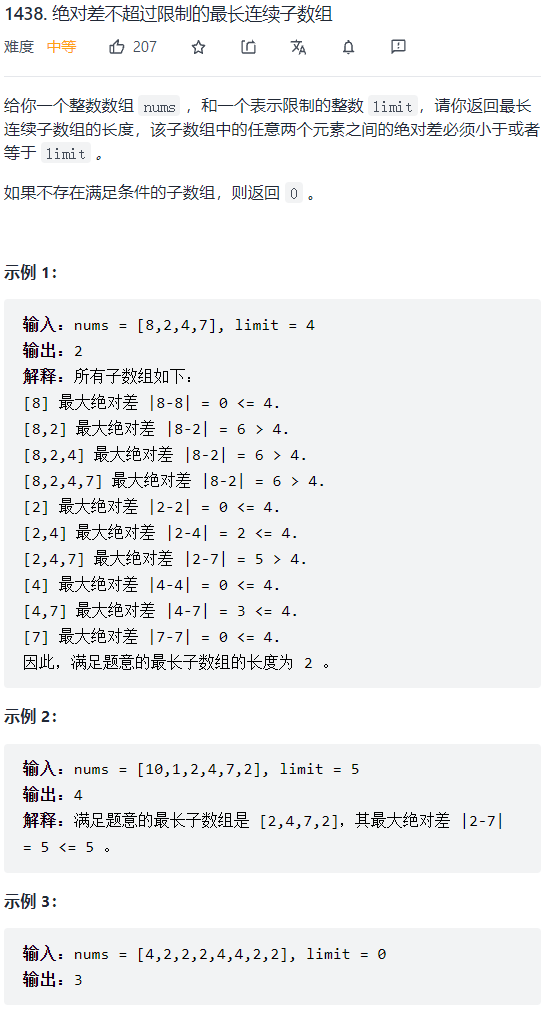 1438. 绝对差不超过限制的最长连续子数组
难度 中等 207
给你一个整数数组 nums ，和一个表示限制的整数 limit，请你返回最长
连续子数组的长度，该子数组中的任意两个元素之间的绝对差必须小于或者
等于 limit 。
如果不存在满足条件的子数组，则返回 0 。
示例 1：
输入：nums = [8,2,4,7], limit = 4
输出：2
解释：所有子数组如下：
[8] 最大绝对差 |8-8| = 0 <= 4.
[8,2] 最大绝对差 |8-2| = 6 > 4.
[8,2,4] 最大绝对差 |8-2| = 6 > 4.
[8,2,4,7] 最大绝对差 |8-2| = 6 > 4.
[2] 最大绝对差 |2-2| = 0 <= 4.
[2,4] 最大绝对差 |2-4| = 2 <= 4.
[2,4,7] 最大绝对差 |2-7| = 5 > 4.
[4] 最大绝对差 |4-4| = 0 <= 4.
[4,7] 最大绝对差 |4-7| = 3 <= 4.
[7] 最大绝对差 |7-7| = 0 <= 4.
因此，满足题意的最长子数组的长度为 2 。
示例 2：
输入：nums = [10,1,2,4,7,2], limit = 5
输出：4
解释：满足题意的最长子数组是 [2,4,7,2]，其最大绝对差 |2-7|
= 5 <= 5 。
示例 3：
输入：nums = [4,2,2,2,4,4,2,2], limit = 0
输出：3